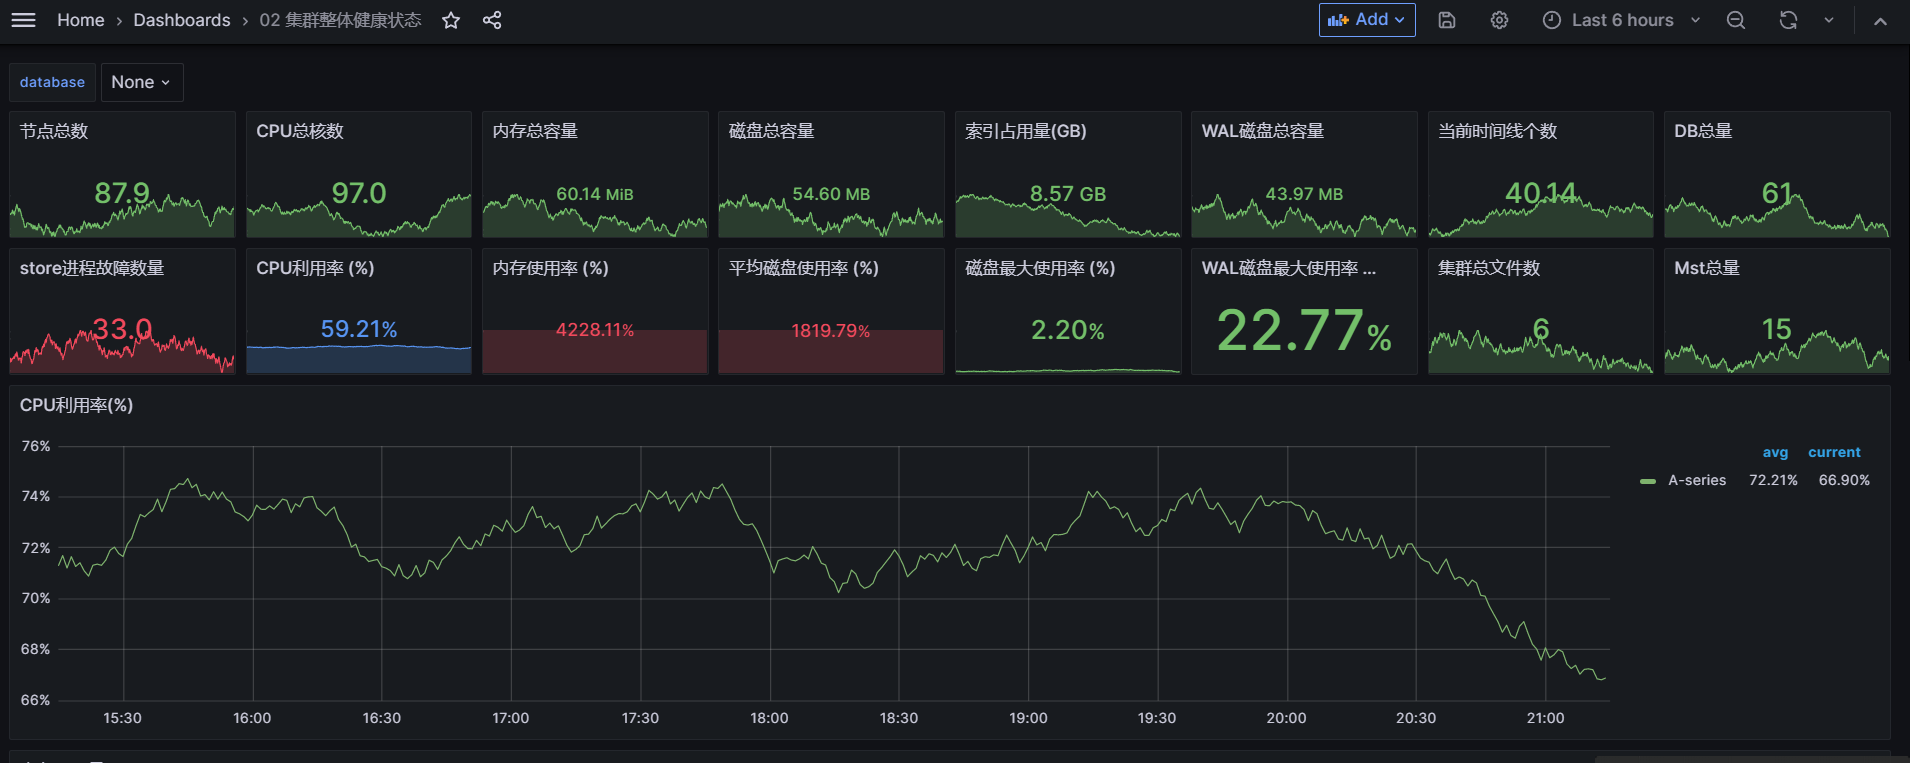 Home › Dashboards › 02 集群整体健康状态
Add
Last 6 hours
database
None
节点总数
87.9
CPU总核数
97.0
内存总容量
60.14 MiB
磁盘总容量
54.60 MB
索引占用量(GB)
8.57 GB
WAL磁盘总容量
43.97 MB
当前时间线个数
40.14
DB总量
61
store进程故障数量
33.0
CPU利用率 (%)
59.21%
内存使用率 (%)
4228.11%
平均磁盘使用率 (%)
1819.79%
磁盘最大使用率 (%)
2.20%
WAL磁盘最大使用率 ...
22.77%
集群总文件数
6
Mst总量
15
CPU利用率(%)
76%
74%
72%
70%
68%
66%
15:30
16:00
16:30
17:00
17:30
18:00
18:30
19:00
19:30
20:00
20:30
21:00
avg current
A-series 72.21% 66.90%